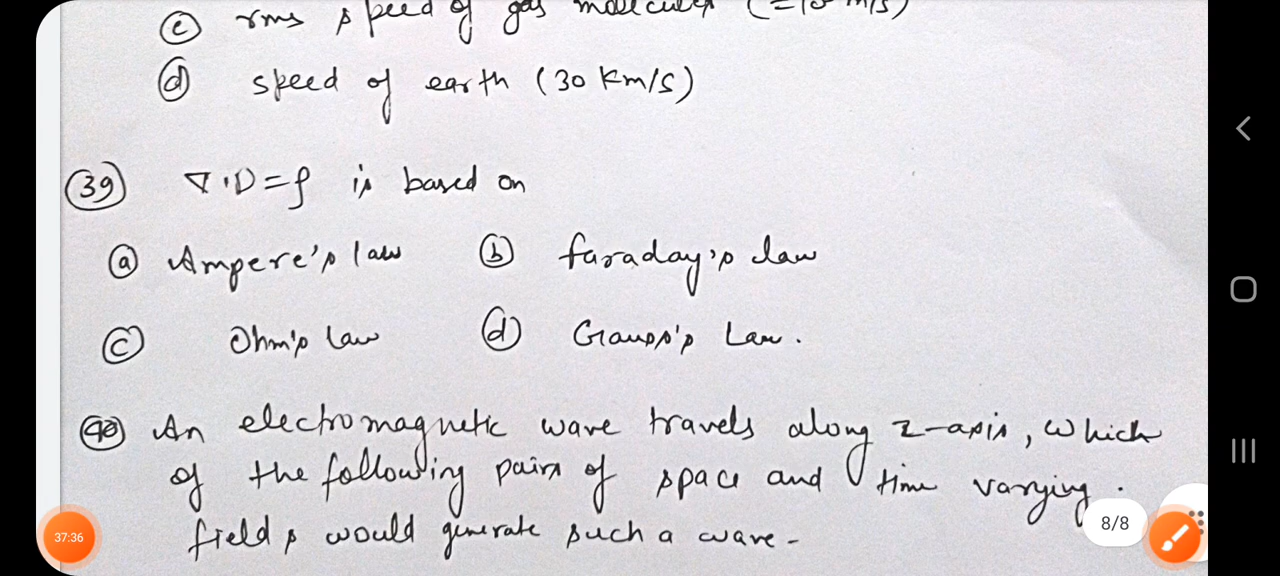 (c) rms speed of gas molecules
(d) speed of earth (30 Km/s)
(39) ∇·D=ρ is based on
(a) Ampere's law (b) faraday's law
(c) Ohm's law (d) Gauss's Law.
(40) An electromagnetic wave travels along z-axis, which
of the following pairs of space and time varying
fields would generate such a wave-
8/8
37:36